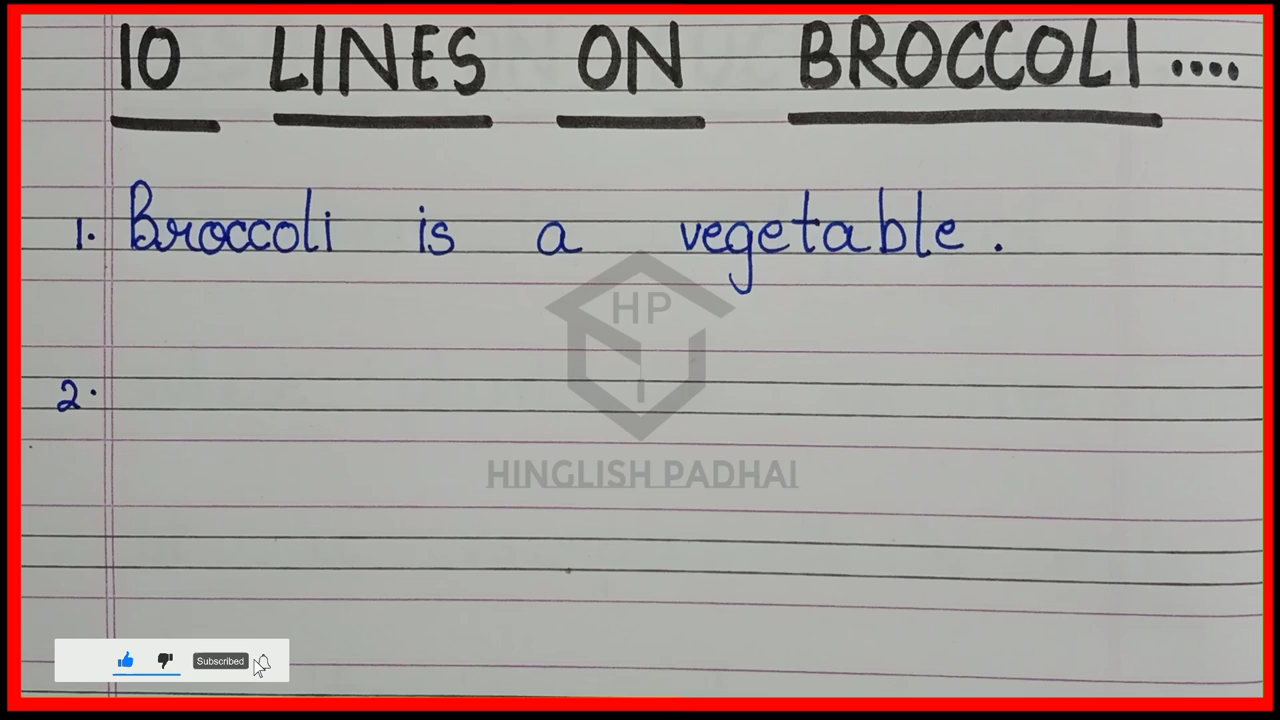 10 LINES ON BROCCOLI....
1. Broccoli is a vegetable.
HP
2.
HINGLISH PADHAI
Subscribed